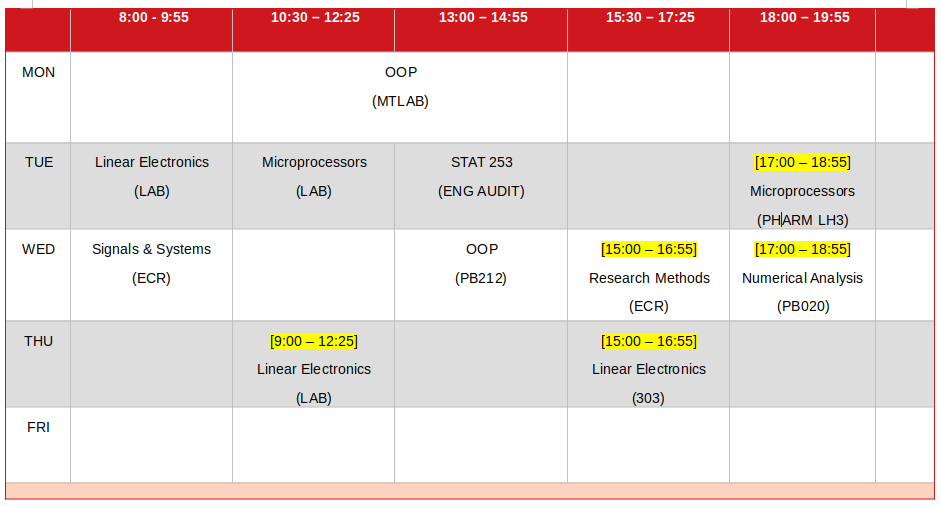 8:00 - 9:55 10:30 – 12:25 13:00 – 14:55 15:30 – 17:25 18:00 – 19:55
MON
OOP
(MTLAB)
TUE
Linear Electronics
(LAB)
Microprocessors
(LAB)
STAT 253
(ENG AUDIT)
[17:00 – 18:55]
Microprocessors
(PHARM LH3)
WED
Signals & Systems
(ECR)
OOP
(PB212)
[15:00 – 16:55]
Research Methods
(ECR)
[17:00 – 18:55]
Numerical Analysis
(PB020)
THU
[9:00 – 12:25]
Linear Electronics
(LAB)
[15:00 – 16:55]
Linear Electronics
(303)
FRI